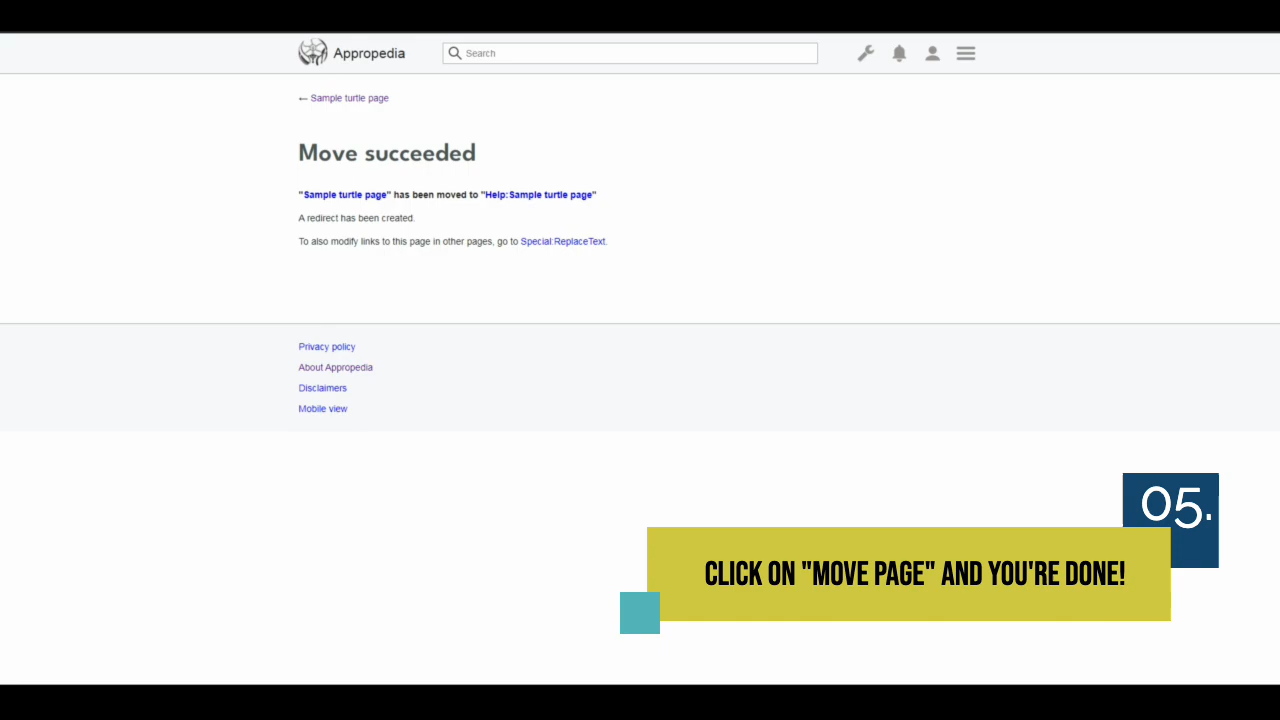 Appropedia
Search
← Sample turtle page
Move succeeded
"Sample turtle page" has been moved to "Help:Sample turtle page"
A redirect has been created.
To also modify links to this page in other pages, go to Special:ReplaceText.
Privacy policy
About Appropedia
Disclaimers
Mobile view
05.
CLICK ON "MOVE PAGE" AND YOU'RE DONE!